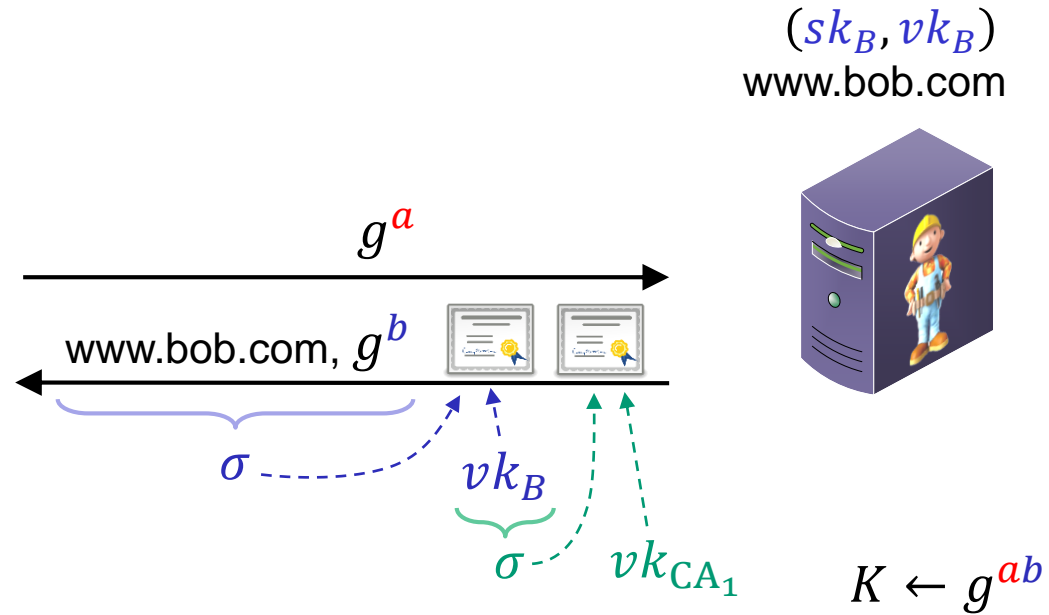 (sk_B, vk_B)
www.bob.com
g^a
www.bob.com, g^b
σ
vk_B
σ
vk_CA₁
K ← g^ab